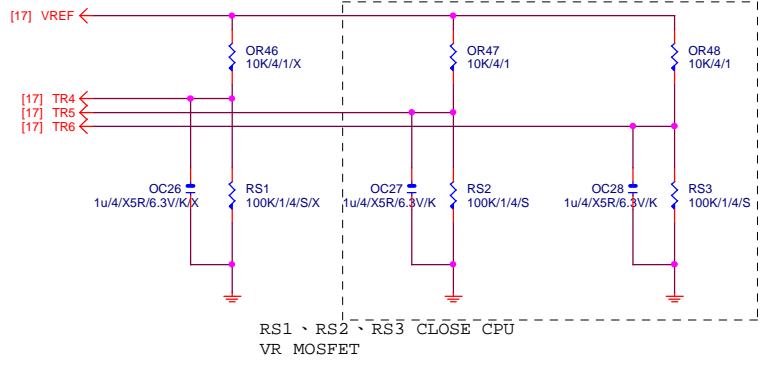 [17] VREF
OR46
10K/4/1/X
OR47
10K/4/1
OR48
10K/4/1
[17] TR4
[17] TR5
[17] TR6
OC26
1u/4/X5R/6.3V/K/X
RS1
100K/1/4/S/X
OC27
1u/4/X5R/6.3V/K
RS2
100K/1/4/S
OC28
1u/4/X5R/6.3V/K
RS3
100K/1/4/S
RS1、RS2、RS3 CLOSE CPU
VR MOSFET